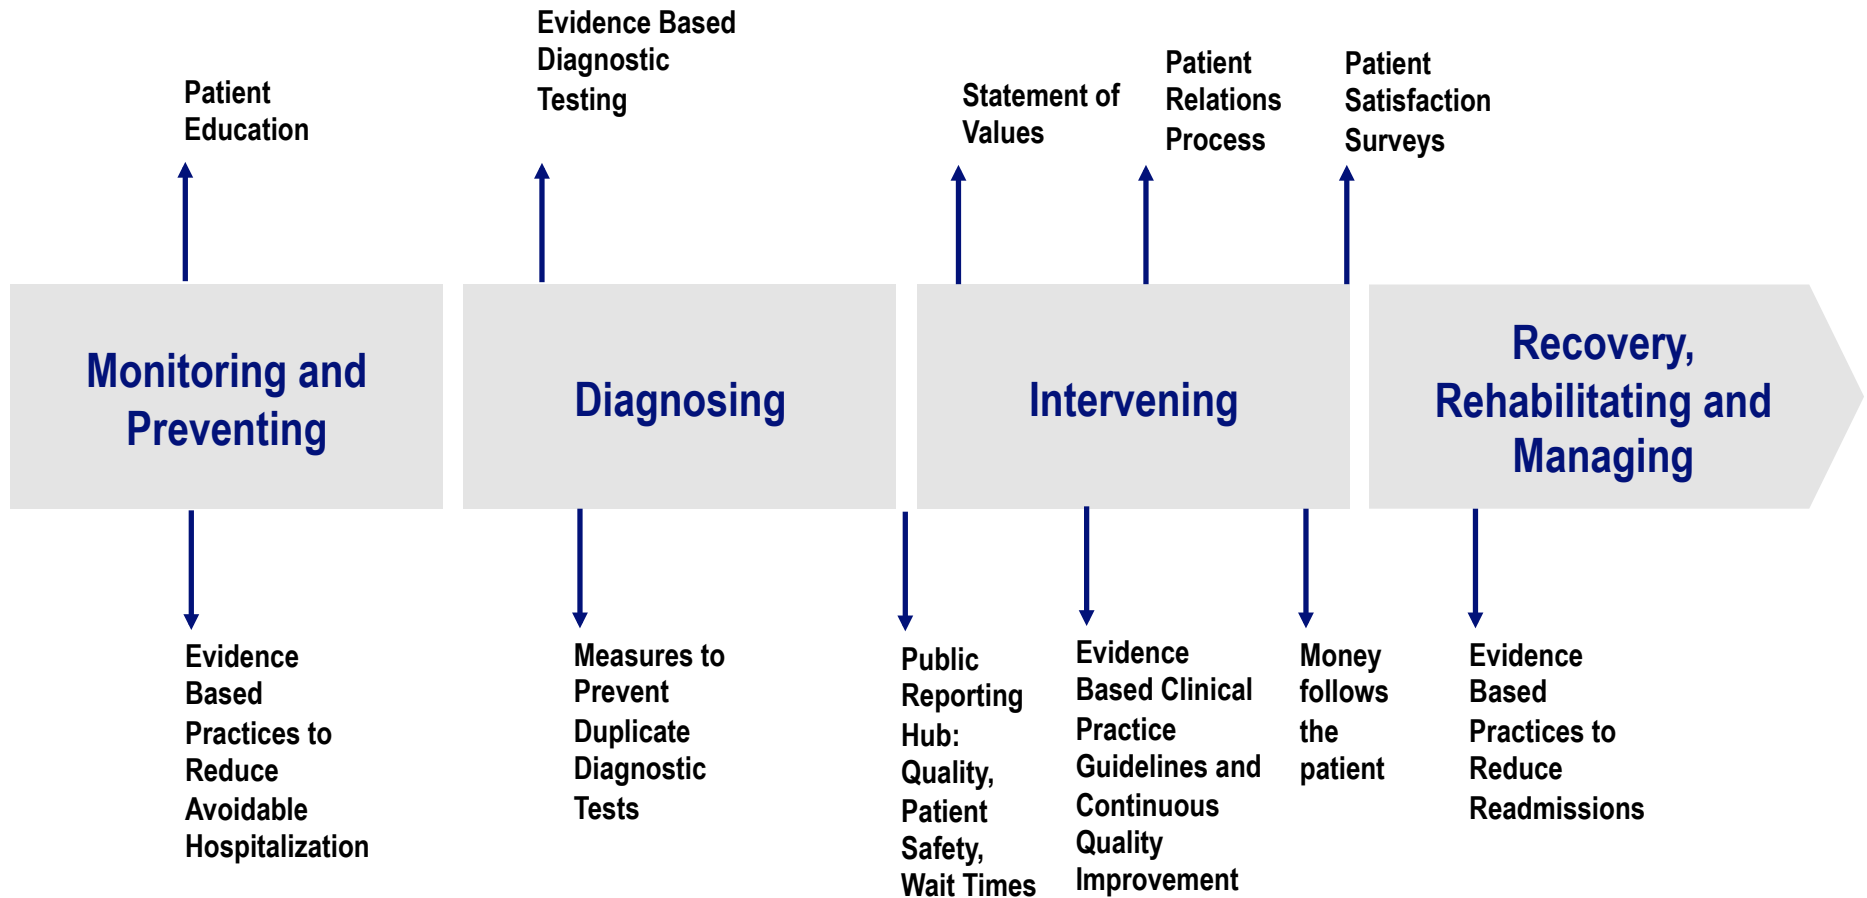 Patient
Education
Evidence Based
Diagnostic
Testing
Statement of
Values
Patient
Relations
Process
Patient
Satisfaction
Surveys
Monitoring and
Preventing
Diagnosing
Intervening
Recovery,
Rehabilitating and
Managing
Evidence
Based
Practices to
Reduce
Avoidable
Hospitalization
Measures to
Prevent
Duplicate
Diagnostic
Tests
Public
Reporting
Hub:
Quality,
Patient
Safety,
Wait Times
Evidence
Based Clinical
Practice
Guidelines and
Continuous
Quality
Improvement
Money
follows
the
patient
Evidence
Based
Practices to
Reduce
Readmissions